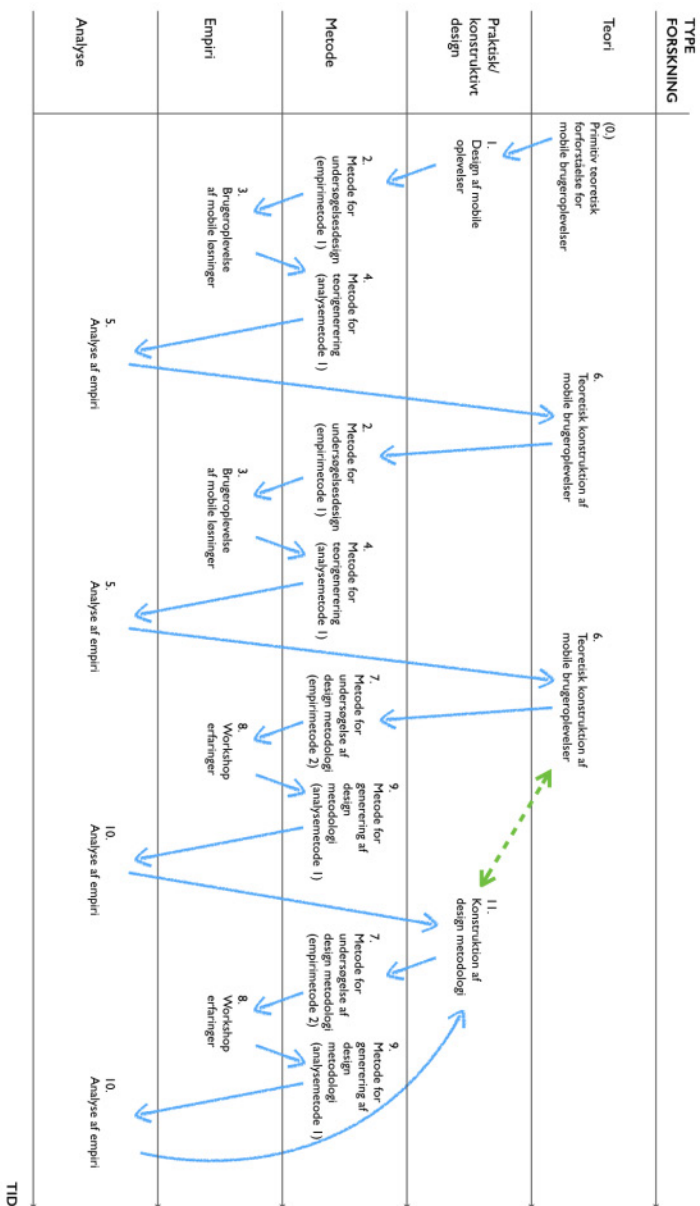 TYPE
FORSKNING
Teori
Praktisk/
konstruktivt
design
Metode
Empiri
Analyse
(0.)
Primitiv teoretisk
forforståelse for
mobile brugeroplevelser
1.
Design af mobile
oplevelser
2.
Metode for
undersøgelsesdesign
(empirimetode 1)
3.
Brugeroplevelse
af mobile løsninger
4.
Metode for
teorigenerering
(analysemetode 1)
5.
Analyse af empiri
6.
Teoretisk konstruktion af
mobile brugeroplevelser
2.
Metode for
undersøgelsesdesign
(empirimetode 1)
3.
Brugeroplevelse
af mobile løsninger
4.
Metode for
teorigenerering
(analysemetode 1)
5.
Analyse af empiri
6.
Teoretisk konstruktion af
mobile brugeroplevelser
7.
Metode for
undersøgelse af
design metodologi
(empirimetode 2)
8.
Workshop
erfaringer
9.
Metode for
generering af
design
metodologi
(analysemetode 1)
10.
Analyse af empiri
11.
Konstruktion af
design metodologi
7.
Metode for
undersøgelse af
design metodologi
(empirimetode 2)
8.
Workshop
erfaringer
9.
Metode for
generering af
design
metodologi
(analysemetode 1)
10.
Analyse af empiri
TID